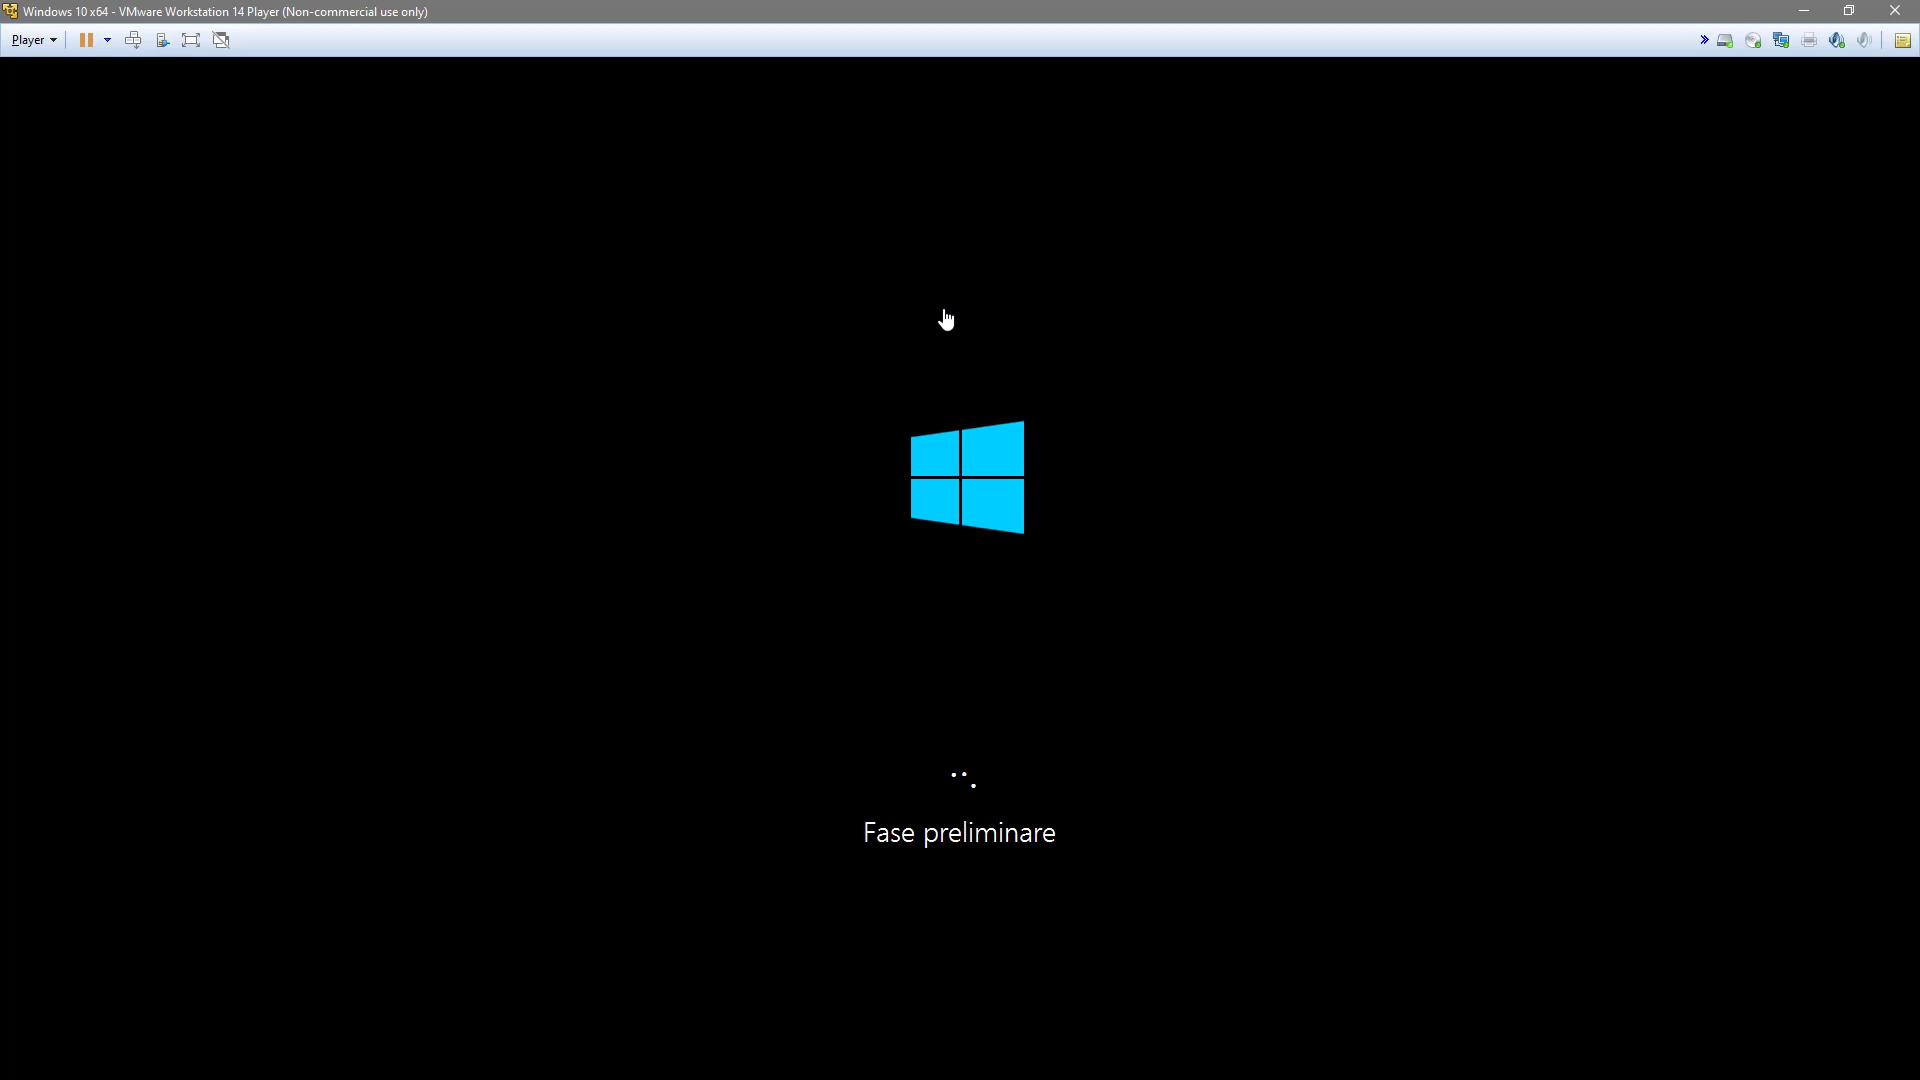 Windows 10 x64 - VMware Workstation 14 Player (Non-commercial use only)
Player
Fase preliminare